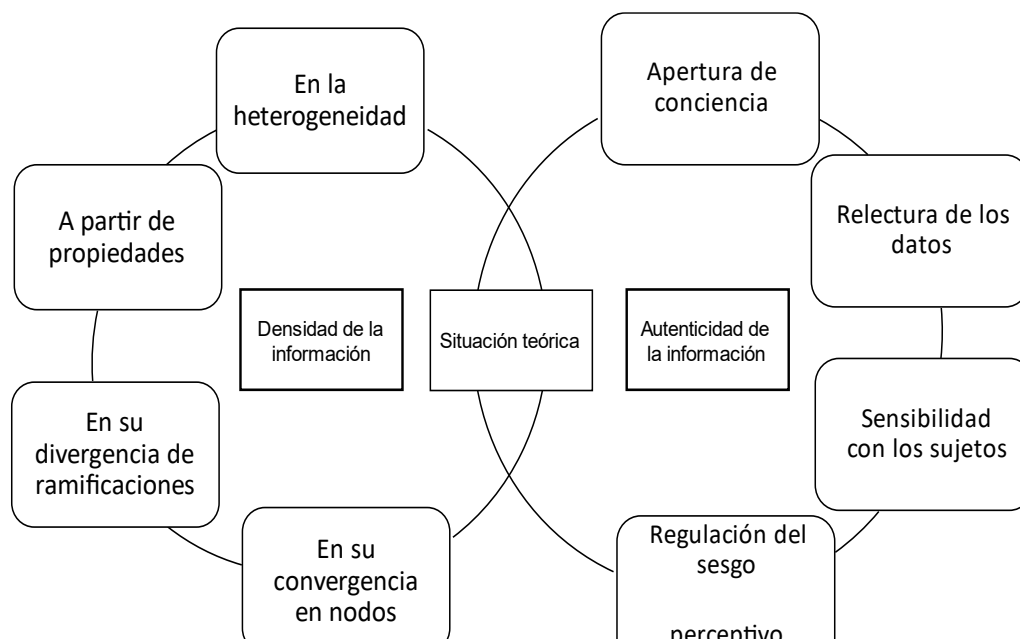 En la
heterogeneidad
Apertura de
conciencia
A partir de
propiedades
Relectura de los
datos
Densidad de la
información
Situación teórica
Autenticidad de
la información
En su
divergencia de
ramificaciones
Sensibilidad
con los sujetos
En su
convergencia
en nodos
Regulación del
sesgo
perceptivo